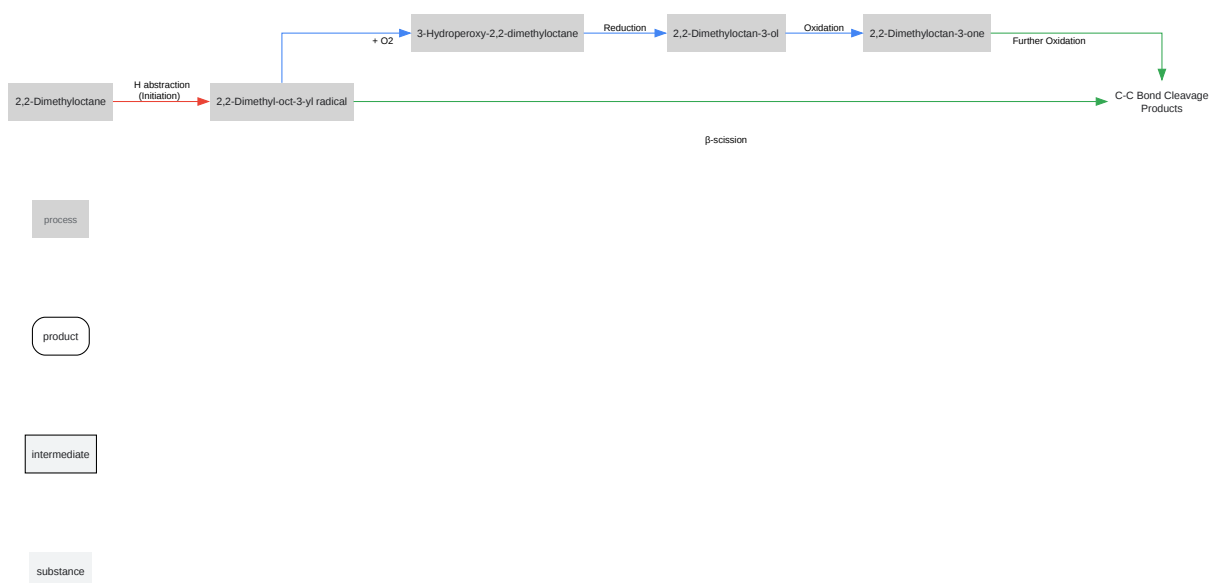 3-Hydroperoxy-2,2-dimethyloctane
Reduction
2,2-Dimethyloctan-3-ol
Oxidation
2,2-Dimethyloctan-3-one
+ O2
Further Oxidation
2,2-Dimethyloctane
H abstraction
(Initiation)
2,2-Dimethyl-oct-3-yl radical
C-C Bond Cleavage
Products
β-scission
process
product
intermediate
substance